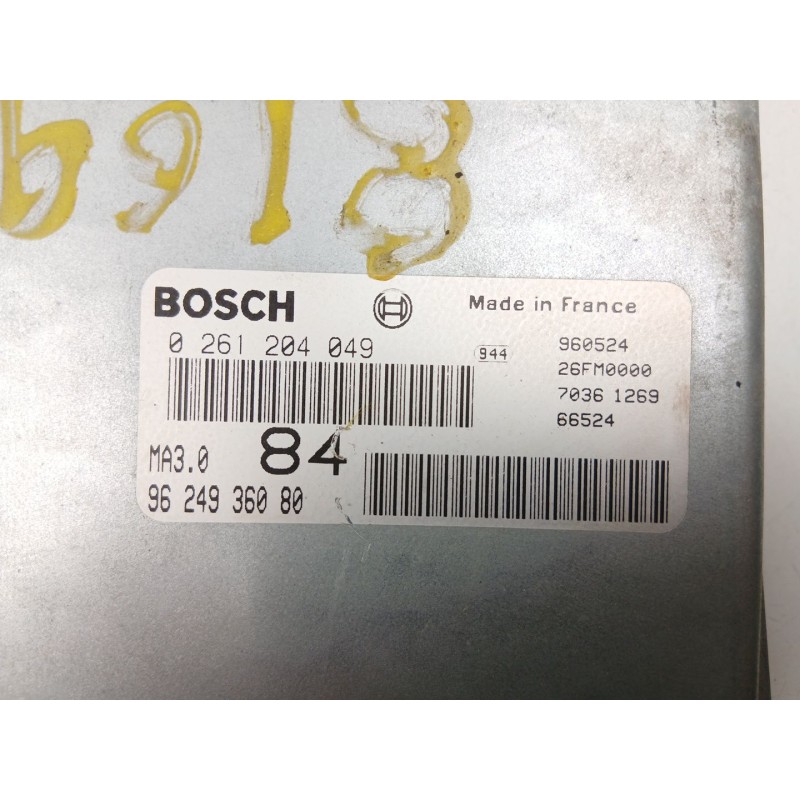 BOSCH Made in France
0 261 204 049 944 960524
26FM0000
7036 1269
66524
MA3.0 84
96 249 360 80